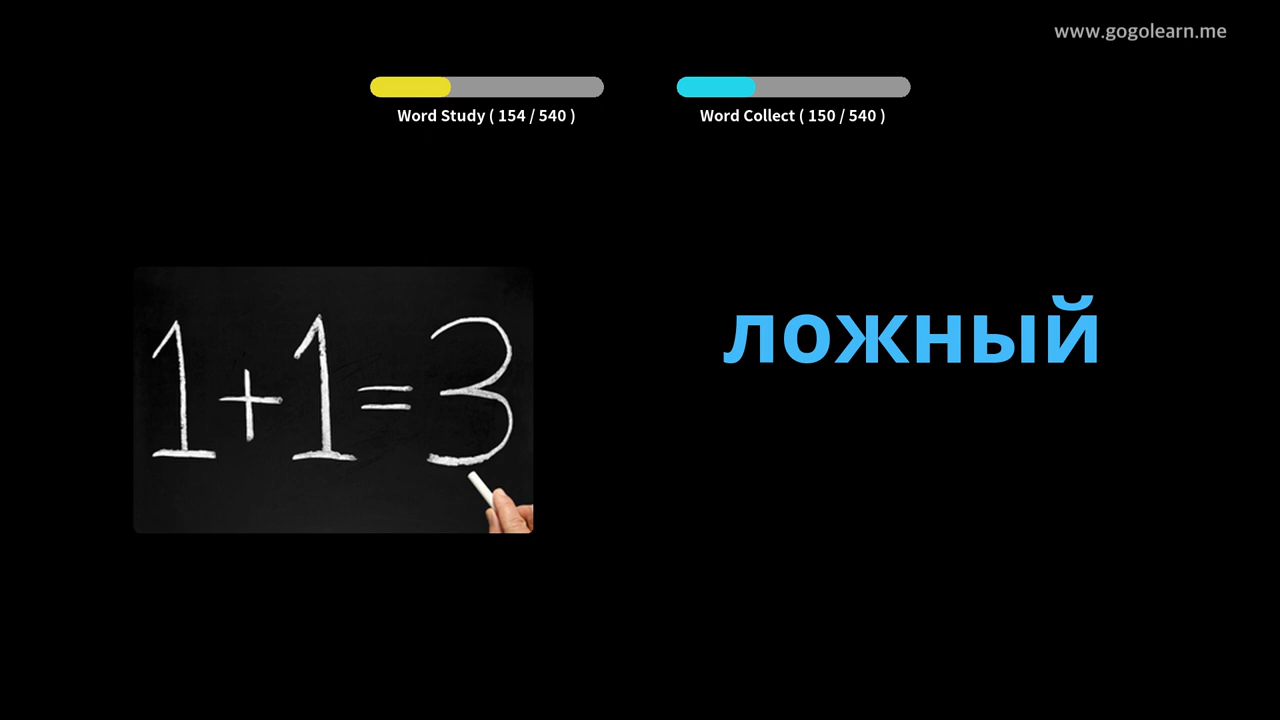 www.gogolearn.me
Word Study ( 154 / 540 )
Word Collect ( 150 / 540 )
1+1=3
ложный